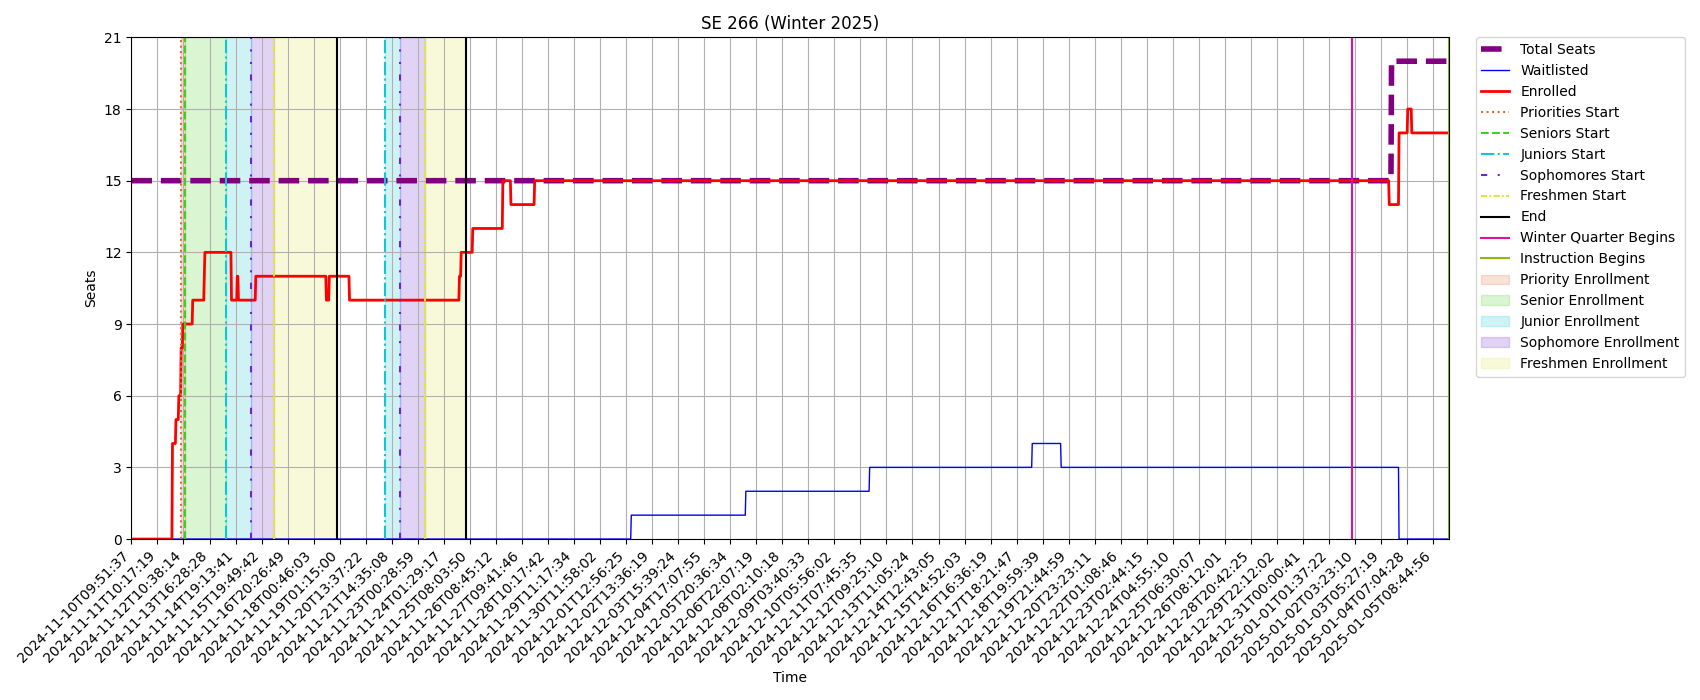 SE 266 (Winter 2025)
21
18
15
12
9
6
3
0
Seats
2024-11-10T09:51:37
2024-11-11T10:17:19
2024-11-12T10:38:14
2024-11-13T16:28:28
2024-11-14T19:13:41
2024-11-15T19:49:42
2024-11-16T20:26:49
2024-11-18T00:46:03
2024-11-19T01:15:00
2024-11-20T13:37:22
2024-11-21T14:35:08
2024-11-23T00:28:59
2024-11-24T01:29:17
2024-11-25T08:03:50
2024-11-26T08:45:12
2024-11-27T09:41:46
2024-11-28T10:17:42
2024-11-29T11:17:34
2024-11-30T11:58:02
2024-12-01T12:56:25
2024-12-02T13:36:19
2024-12-03T15:39:24
2024-12-04T17:07:55
2024-12-05T20:36:34
2024-12-06T22:07:19
2024-12-08T02:10:18
2024-12-09T03:40:33
2024-12-10T05:56:02
2024-12-11T07:45:35
2024-12-12T09:25:10
2024-12-13T11:05:24
2024-12-14T12:43:05
2024-12-15T14:52:03
2024-12-16T16:36:19
2024-12-17T18:21:47
2024-12-18T19:59:39
2024-12-19T21:44:59
2024-12-20T23:23:11
2024-12-22T01:08:46
2024-12-23T02:44:15
2024-12-24T04:55:10
2024-12-25T06:30:07
2024-12-26T08:12:01
2024-12-28T20:42:25
2024-12-29T22:12:02
2024-12-31T00:00:41
2025-01-01T01:37:22
2025-01-02T03:23:10
2025-01-03T05:27:19
2025-01-04T07:04:28
2025-01-05T08:44:56
Time
Total Seats
Waitlisted
Enrolled
Priorities Start
Seniors Start
Juniors Start
Sophomores Start
Freshmen Start
End
Winter Quarter Begins
Instruction Begins
Priority Enrollment
Senior Enrollment
Junior Enrollment
Sophomore Enrollment
Freshmen Enrollment